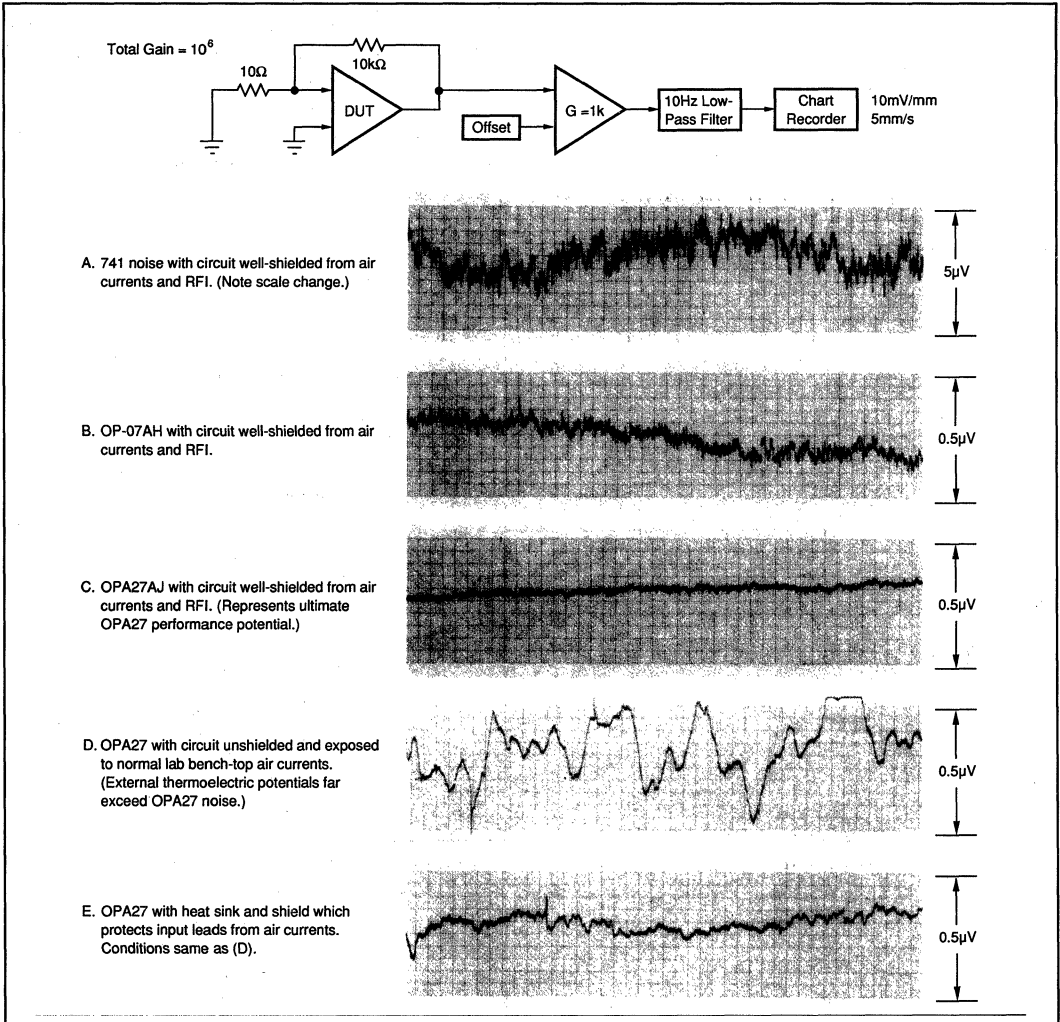 Total Gain = 10⁶
10Ω
10kΩ
DUT
Offset
G =1k
10Hz Low-
Pass Filter
Chart
Recorder
10mV/mm
5mm/s
A. 741 noise with circuit well-shielded from air
currents and RFI. (Note scale change.)
5µV
B. OP-07AH with circuit well-shielded from air
currents and RFI.
0.5µV
C. OPA27AJ with circuit well-shielded from air
currents and RFI. (Represents ultimate
OPA27 performance potential.)
0.5µV
D. OPA27 with circuit unshielded and exposed
to normal lab bench-top air currents.
(External thermoelectric potentials far
exceed OPA27 noise.)
0.5µV
E. OPA27 with heat sink and shield which
protects input leads from air currents.
Conditions same as (D).
0.5µV